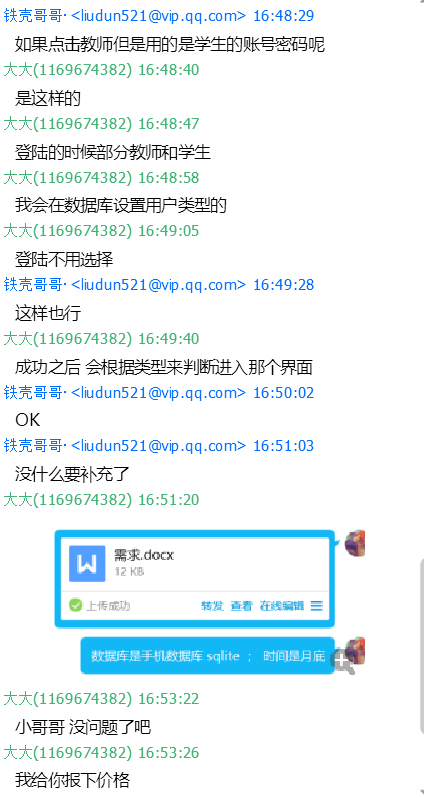 铁壳哥哥· <liudun521@vip.qq.com> 16:48:29
如果点击教师但是用的是学生的账号密码呢
大大(1169674382) 16:48:40
是这样的
大大(1169674382) 16:48:47
登陆的时候部分教师和学生
大大(1169674382) 16:48:58
我会在数据库设置用户类型的
大大(1169674382) 16:49:05
登陆不用选择
铁壳哥哥· <liudun521@vip.qq.com> 16:49:28
这样也行
大大(1169674382) 16:49:40
成功之后 会根据类型来判断进入那个界面
铁壳哥哥· <liudun521@vip.qq.com> 16:50:02
OK
铁壳哥哥· <liudun521@vip.qq.com> 16:51:03
没什么要补充了
大大(1169674382) 16:51:20
需求.docx
12 KB
上传成功 转发 查看 在线编辑
数据库是手机数据库 sqlite ； 时间是月底
大大(1169674382) 16:53:22
小哥哥 没问题了吧
大大(1169674382) 16:53:26
我给你报下价格